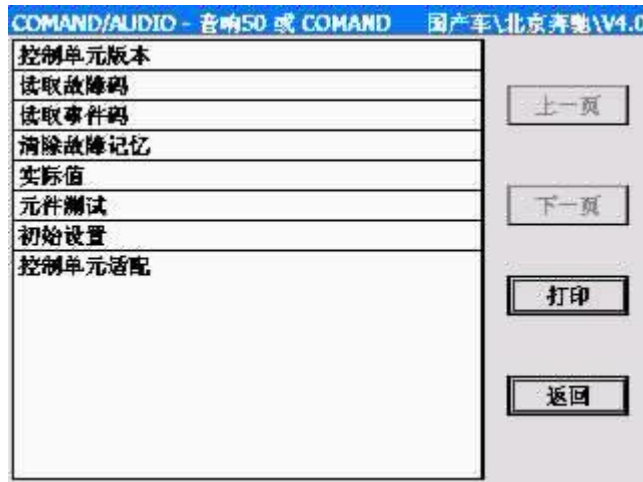 COMAND/AUDIO - 音响50 或 COMAND 国产车\北京奔驰\V4.0
控制单元版本
读取故障码
读取事件码
清除故障记忆
实际值
元件测试
初始设置
控制单元适配
上一页
下一页
打印
返回